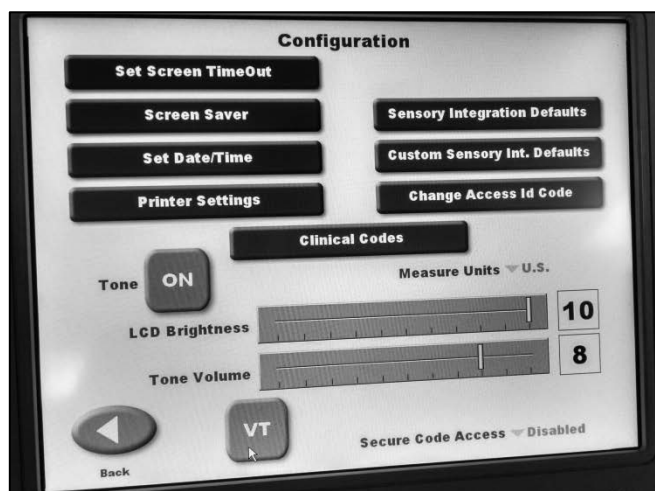 Configuration
Set Screen TimeOut
Screen Saver
Sensory Integration Defaults
Set Date/Time
Custom Sensory Int. Defaults
Printer Settings
Change Access Id Code
Clinical Codes
Tone ON
Measure Units U.S.
LCD Brightness 10
Tone Volume 8
VT
Secure Code Access Disabled
Back